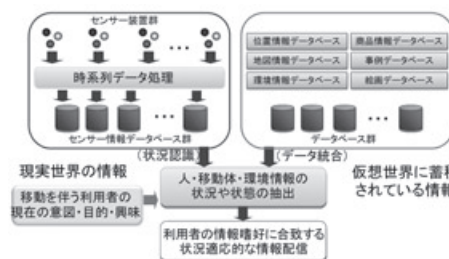 センサー装置群
時系列データ処理
センサー情報データベース群
(状況認識)
位置情報データベース
商品情報データベース
地図情報データベース
事例データベース
環境情報データベース
絵画データベース
データベース群
(データ統合)
現実世界の情報
仮想世界に蓄積
されている情報
人・移動体・環境情報の
状況や状態の抽出
移動を伴う利用者の
現在の意図・目的・興味
利用者の情報嗜好に合致する
状況適応的な情報配信